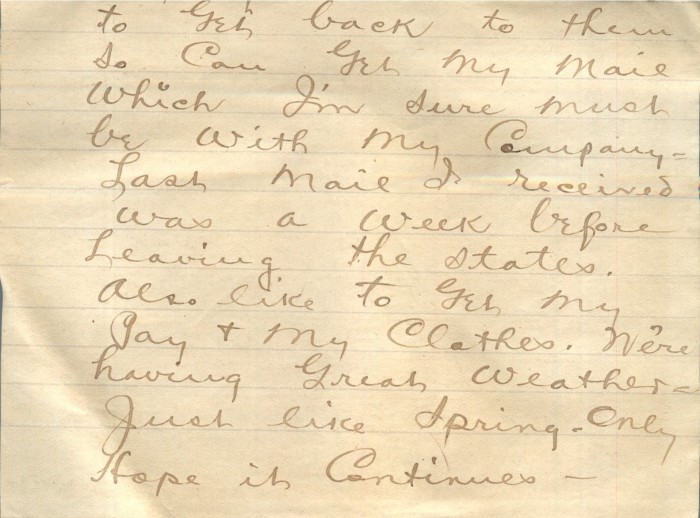 to Get back to them
So Can Get My Mail
Which I'm sure must
be With My Company=
Last Mail I received
was a Week before
Leaving the States.
Also like to Get My
Pay + My Clothes. We're
having Great Weather=
Just like Spring-Only
Hope it Continues -